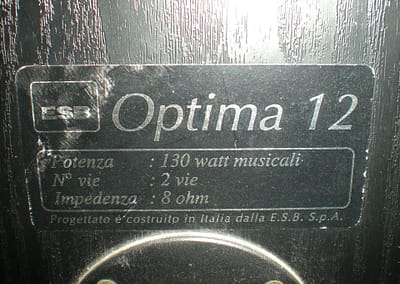 ESB Optima 12
Potenza : 130 watt musicali
N° vie : 2 vie
Impedenza : 8 ohm
Progettato e costruito in Italia dalla E.S.B. S.p.A.